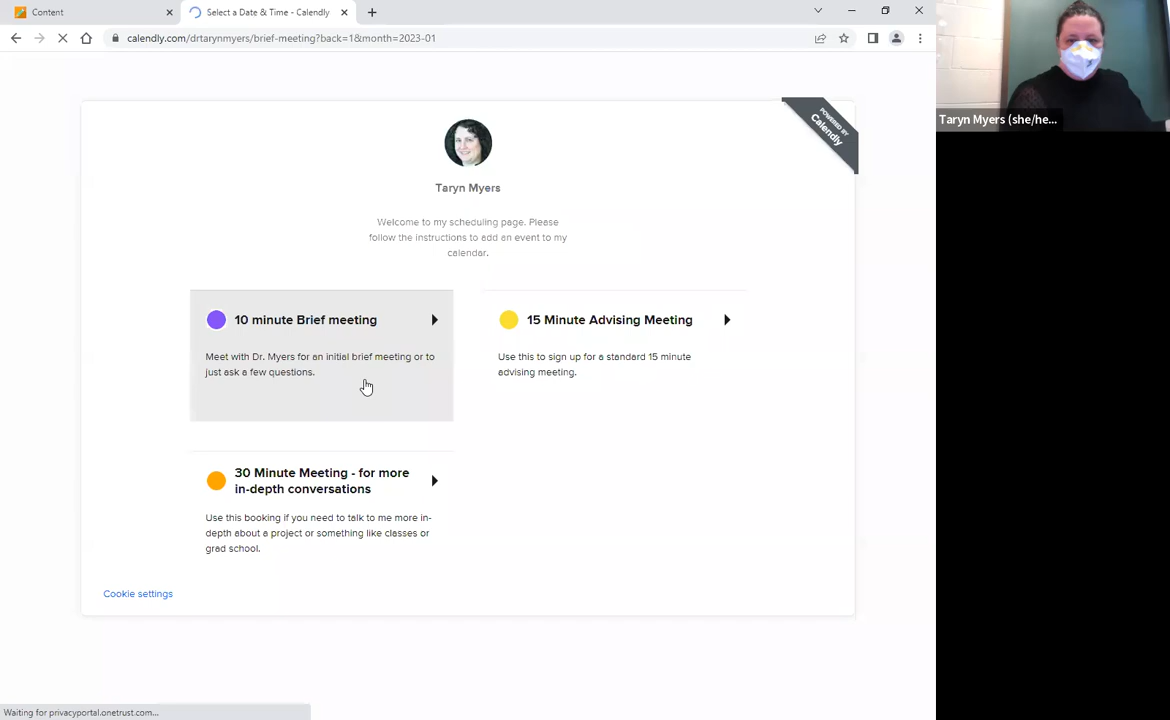 Content
Select a Date & Time - Calendly
calendly.com/drtarynmyers/brief-meeting?back=1&month=2023-01
Taryn Myers (she/he...
POWERED BY
Calendly
Taryn Myers
Welcome to my scheduling page. Please
follow the instructions to add an event to my
calendar.
10 minute Brief meeting
Meet with Dr. Myers for an initial brief meeting or to
just ask a few questions.
15 Minute Advising Meeting
Use this to sign up for a standard 15 minute
advising meeting.
30 Minute Meeting - for more
in-depth conversations
Use this booking if you need to talk to me more in-
depth about a project or something like classes or
grad school.
Cookie settings
Waiting for privacyportal.onetrust.com...